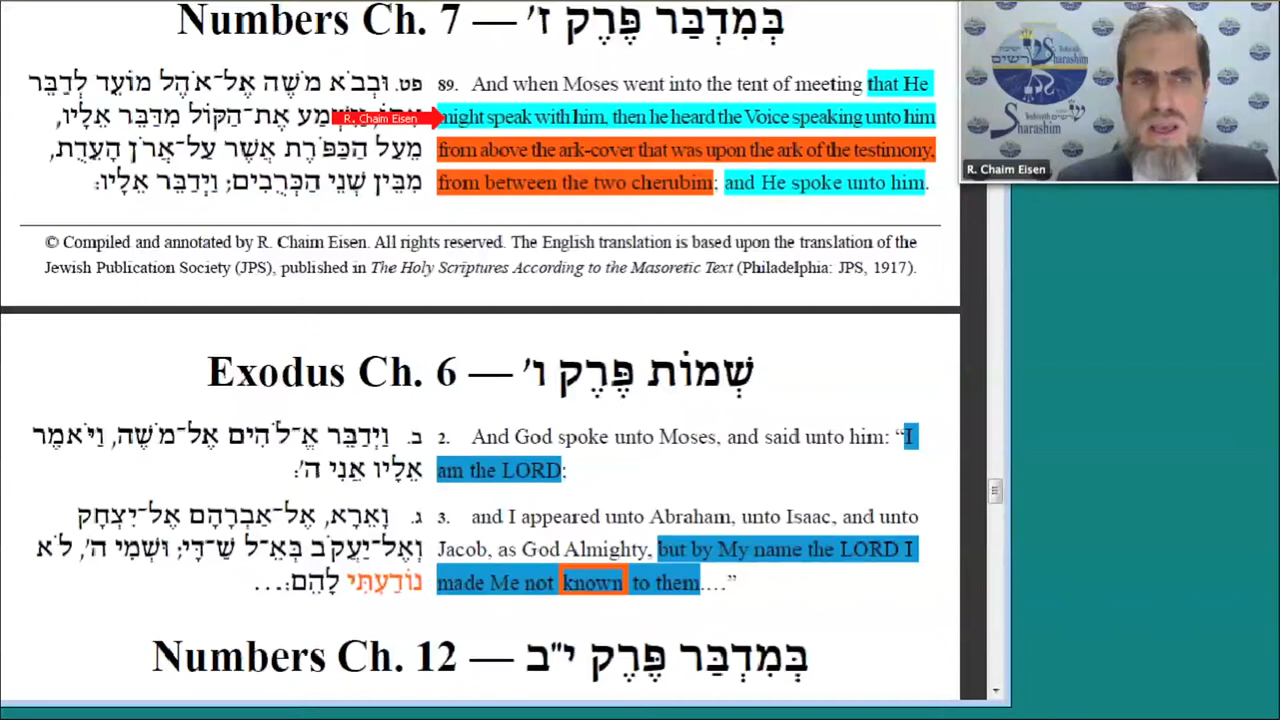 Numbers Ch. 7 — בְּמִדְבַּר פֶּרֶק ז'
פט. וּבְבֹא מֹשֶׁה אֶל־אֹהֶל מוֹעֵד לְדַבֵּר
מַע אֶת־הַקּוֹל מִדַּבֵּר אֵלָיו,
מֵעַל הַכַּפֹּרֶת אֲשֶׁר עַל־אֲרֹן הָעֵדֻת,
מִבֵּין שְׁנֵי הַכְּרֻבִים; וַיְדַבֵּר אֵלָיו:
89. And when Moses went into the tent of meeting that He
might speak with him, then he heard the Voice speaking unto him
from above the ark-cover that was upon the ark of the testimony,
from between the two cherubim; and He spoke unto him.
R. Chaim Eisen
© Compiled and annotated by R. Chaim Eisen. All rights reserved. The English translation is based upon the translation of the
Jewish Publication Society (JPS), published in The Holy Scriptures According to the Masoretic Text (Philadelphia: JPS, 1917).
Exodus Ch. 6 — שְׁמוֹת פֶּרֶק ו'
ב. וַיְדַבֵּר אֱ־לֹהִים אֶל־מֹשֶׁה, וַיֹּאמֶר
אֵלָיו אֲנִי ה':
2. And God spoke unto Moses, and said unto him: “I
am the LORD;
ג. וָאֵרָא, אֶל־אַבְרָהָם אֶל־יִצְחָק
וְאֶל־יַעֲקֹב בְּאֵ־ל שַׁ־דָּי; וּשְׁמִי ה', לֹא
נוֹדַעְתִּי לָהֶם:...
3. and I appeared unto Abraham, unto Isaac, and unto
Jacob, as God Almighty, but by My name the LORD I
made Me not known to them....”
Numbers Ch. 12 — בְּמִדְבַּר פֶּרֶק י"ב
Yeshivath
Sharashim
R. Chaim Eisen